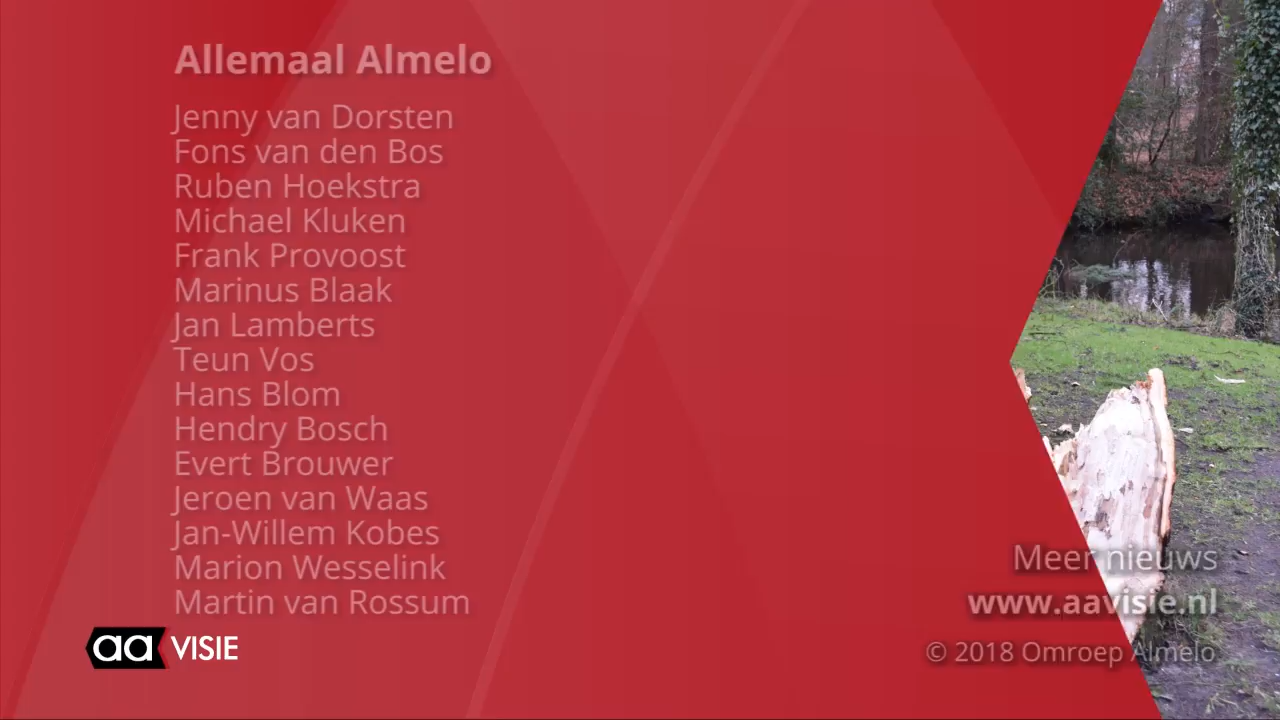 Allemaal Almelo
Jenny van Dorsten
Fons van den Bos
Ruben Hoekstra
Michael Kluken
Frank Provoost
Marinus Blaak
Jan Lamberts
Teun Vos
Hans Blom
Hendry Bosch
Evert Brouwer
Jeroen van Waas
Jan-Willem Kobes
Marion Wesselink
Martin van Rossum
aa VISIE
Meer nieuws
www.aavisie.nl
© 2018 Omroep Almelo